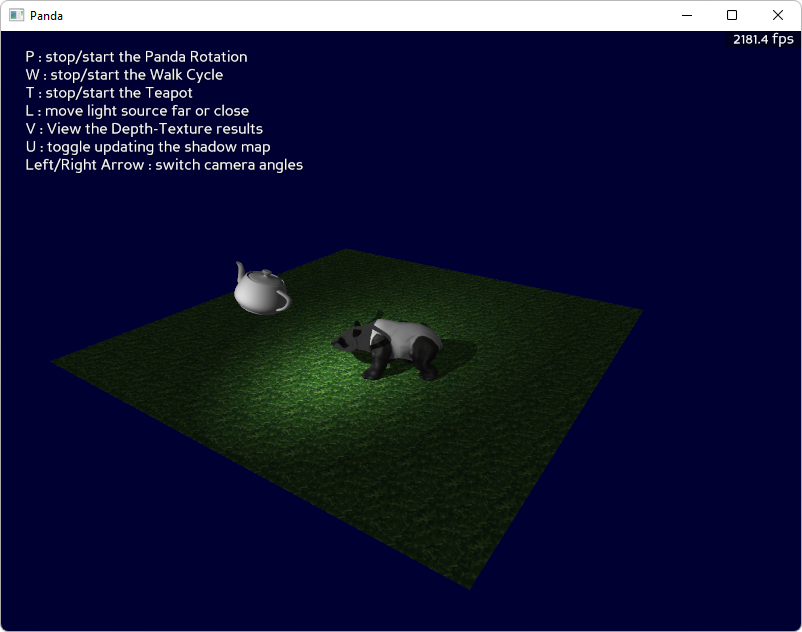 Panda
2181.4 fps
P : stop/start the Panda Rotation
W : stop/start the Walk Cycle
T : stop/start the Teapot
L : move light source far or close
V : View the Depth-Texture results
U : toggle updating the shadow map
Left/Right Arrow : switch camera angles